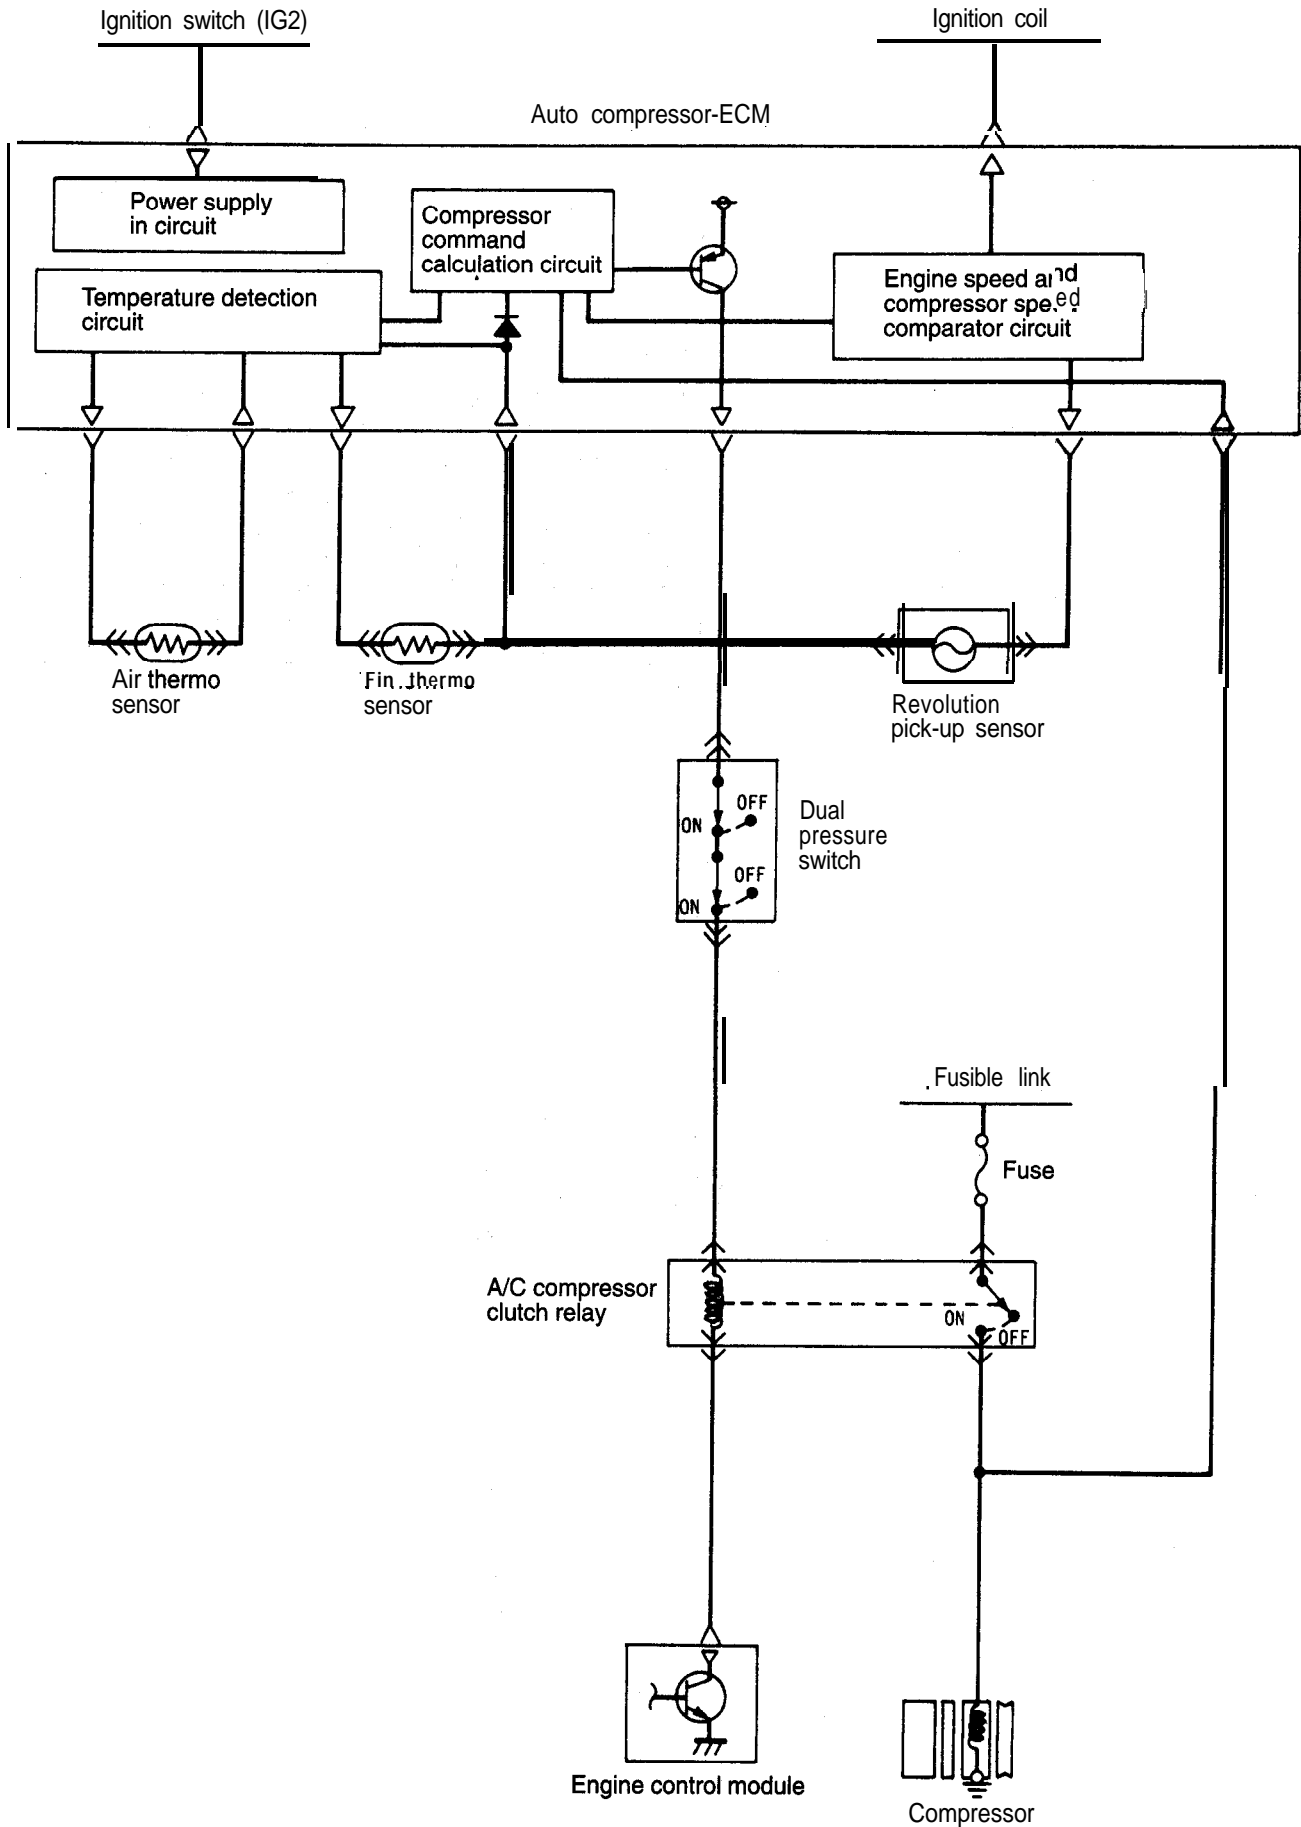 Ignition switch (IG2)
Ignition coil
Auto compressor-ECM
Power supply
in circuit
Compressor
command
calculation circuit
Temperature detection
circuit
Engine speed and
compressor speed
comparator circuit
Air thermo
sensor
Fin thermo
sensor
Revolution
pick-up sensor
OFF
ON
OFF
ON
Dual
pressure
switch
Fusible link
Fuse
A/C compressor
clutch relay
ON
OFF
Engine control module
Compressor